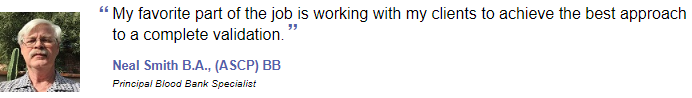 “ My favorite part of the job is working with my clients to achieve the best approach
to a complete validation. ”
Neal Smith B.A., (ASCP) BB
Principal Blood Bank Specialist